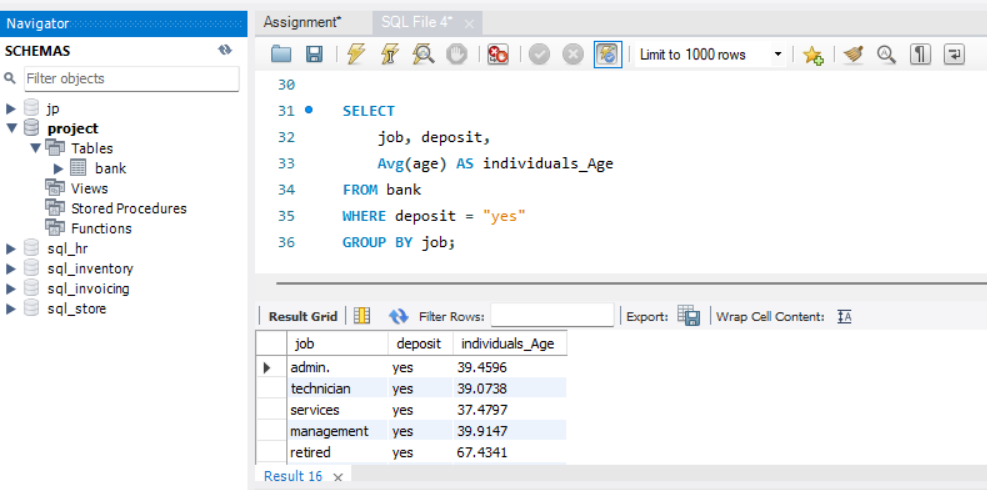 Navigator
SCHEMAS
Filter objects
jp
project
Tables
bank
Views
Stored Procedures
Functions
sql_hr
sql_inventory
sql_invoicing
sql_store
Assignment* SQL File 4*
Limit to 1000 rows
30
31 SELECT
32 job, deposit,
33 Avg(age) AS individuals_Age
34 FROM bank
35 WHERE deposit = "yes"
36 GROUP BY job;
Result Grid Filter Rows: Export: Wrap Cell Content: IA
job deposit individuals_Age
admin. yes 39.4596
technician yes 39.0738
services yes 37.4797
management yes 39.9147
retired yes 67.4341
Result 16